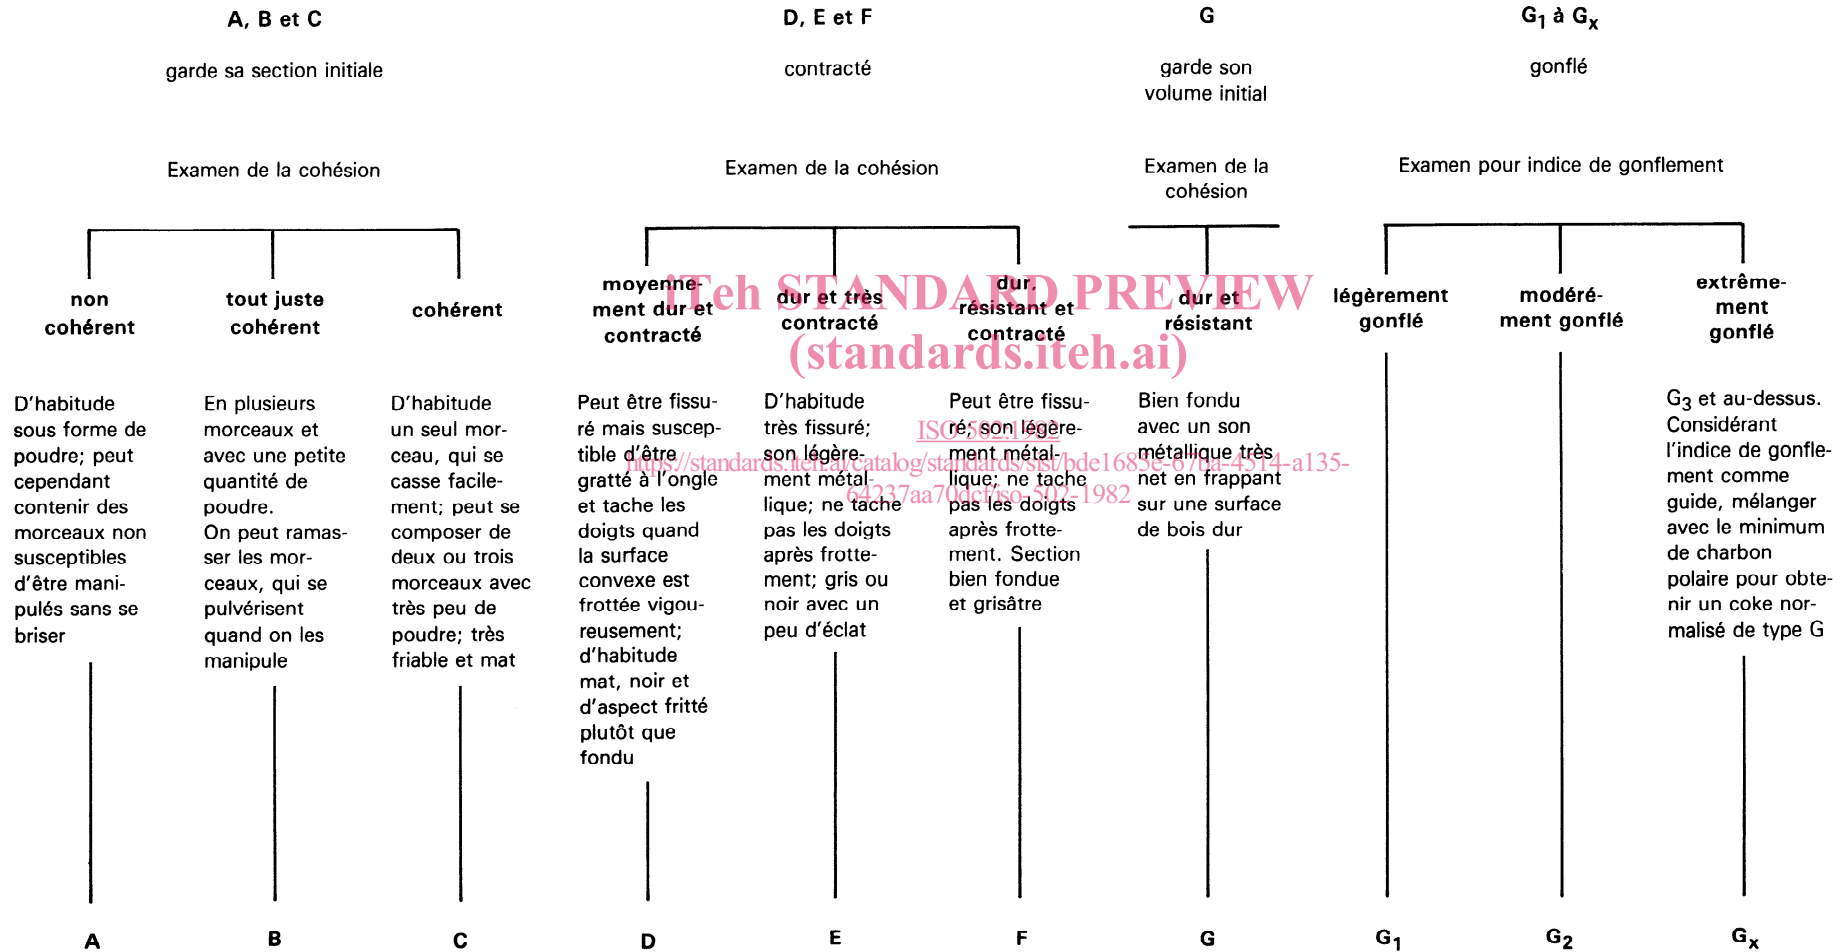 A, B et C
garde sa section initiale
Examen de la cohésion
non
cohérent
D'habitude
sous forme de
poudre; peut
cependant
contenir des
morceaux non
susceptibles
d'être mani-
pulés sans se
briser
A
tout juste
cohérent
En plusieurs
morceaux et
avec une petite
quantité de
poudre.
On peut ramas-
ser les mor-
ceaux, qui se
pulvérisent
quand on les
manipule
B
cohérent
D'habitude
un seul mor-
ceau, qui se
casse facile-
ment; peut se
composer de
deux ou trois
morceaux avec
très peu de
poudre; très
friable et mat
C
D, E et F
contracté
Examen de la cohésion
moyenne-
ment dur et
contracté
Peut être fissu-
ré mais suscep-
tible d'être
gratté à l'ongle
et tache les
doigts quand
la surface
convexe est
frottée vigou-
reusement;
d'habitude
mat, noir et
d'aspect fritté
plutôt que
fondu
D
dur et très
contracté
D'habitude
très fissuré;
son légère-
ment métal-
lique; ne tache
pas les doigts
après frotte-
ment; gris ou
noir avec un
peu d'éclat
E
dur,
résistant et
contracté
Peut être fissu-
ré; son légère-
ment métal-
lique; ne tache
pas les doigts
après frotte-
ment. Section
bien fondue
et grisâtre
F
G
garde son
volume initial
Examen de la
cohésion
dur et
résistant
Bien fondu
avec un son
métallique très
net en frappant
sur une surface
de bois dur
G
G1 à Gx
gonflé
Examen pour indice de gonflement
légèrement
gonflé
G1
modéré-
ment gonflé
G2
extrême-
ment
gonflé
G3 et au-dessus.
Considérant
l'indice de gonfle-
ment comme
guide, mélanger
avec le minimum
de charbon
polaire pour obte-
nir un coke nor-
malisé de type G
Gx
iTeh STANDARD PREVIEW
(standards.iteh.ai)
ISO 502:1982
https://standards.iteh.ai/catalog/standards/sist/bde1685e-67ba-4514-a135-
64237aa70dcf/iso-502-1982